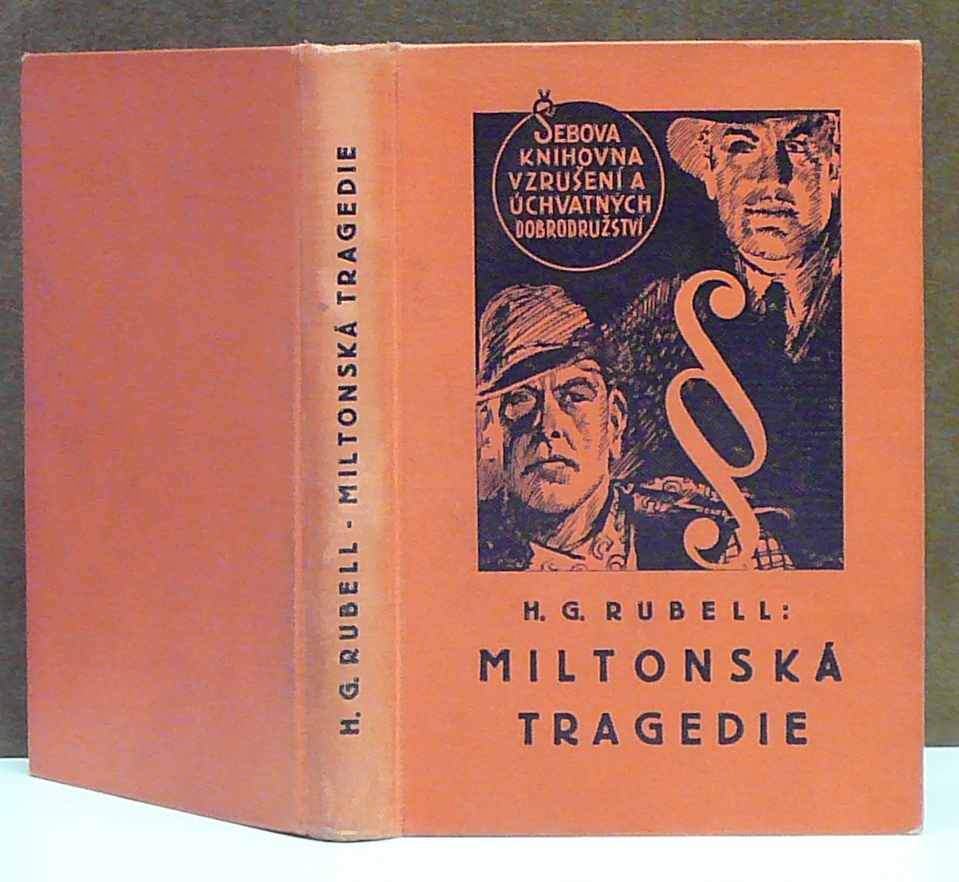 H. G. RUBELL - MILTONSKÁ TRAGEDIE
ŠEBOVA
KNIHOVNA
VZRUŠENÍ A
ÚCHVATNÝCH
DOBRODRUŽSTVÍ
§
H. G. RUBELL:
MILTONSKÁ
TRAGEDIE